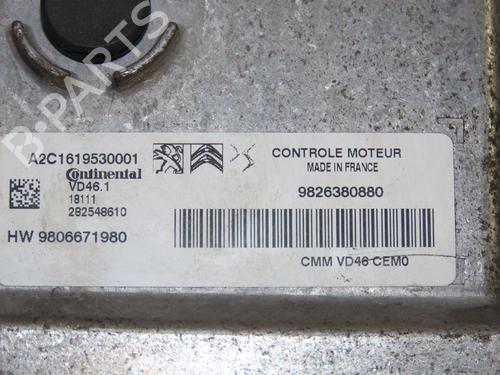 B-PARTS
A2C1619530001
Continental
VD46.1
18111
282548610
HW 9806671980
CONTROLE MOTEUR
MADE IN FRANCE
9826380880
CMM VD46 CEM0